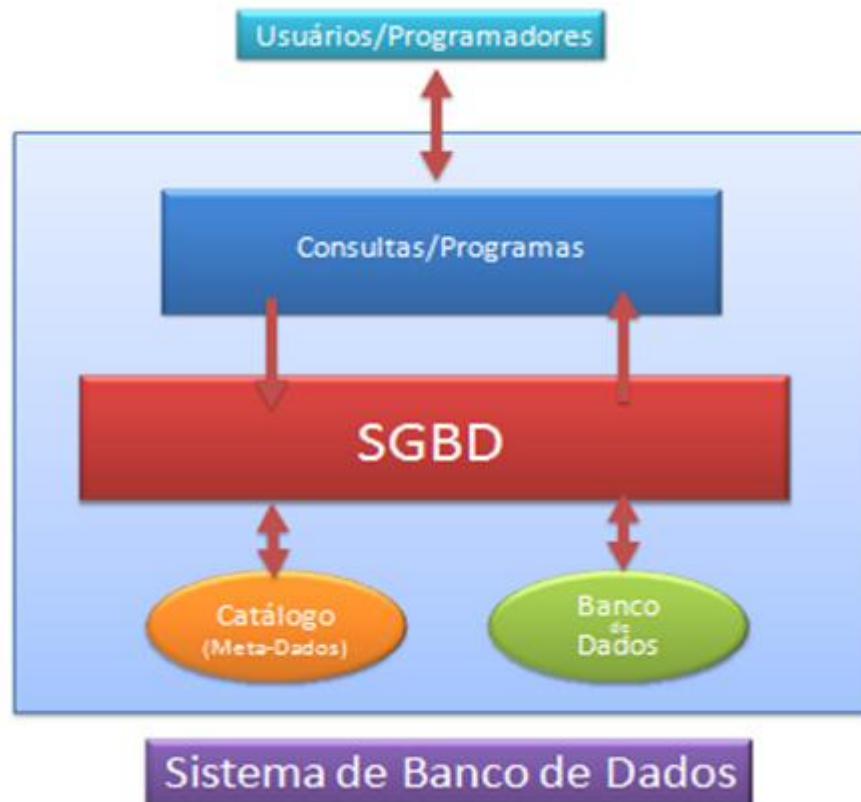 Usuários/Programadores
Consultas/Programas
SGBD
Catálogo
(Meta-Dados)
Banco
de
Dados
Sistema de Banco de Dados